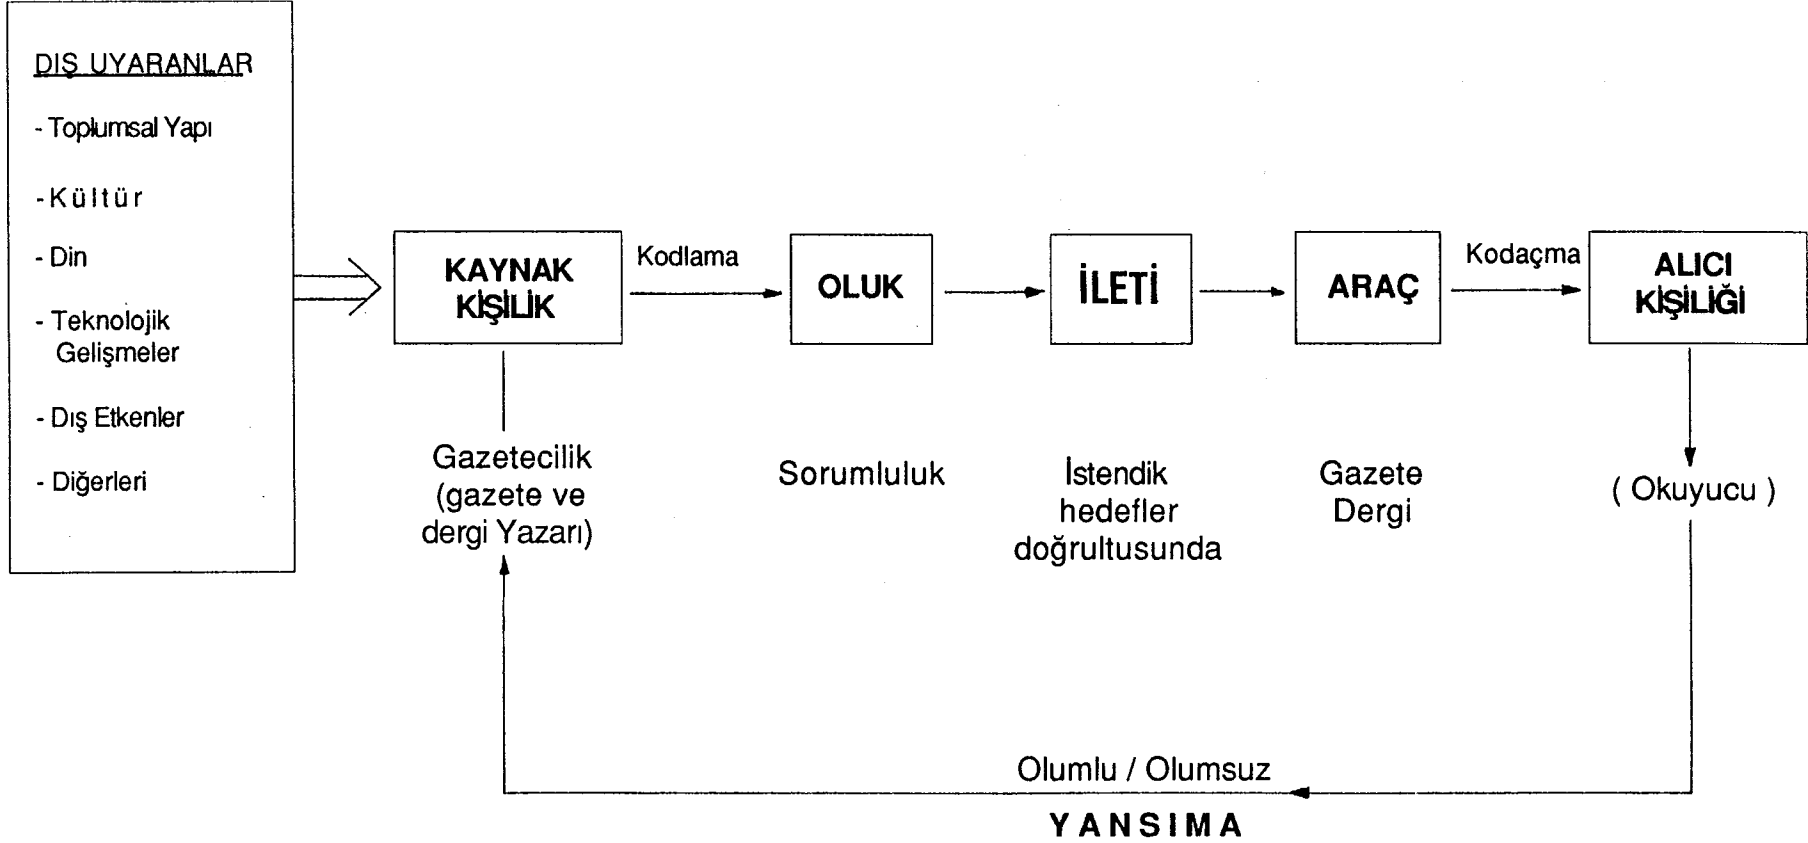 DIŞ UYARANLAR
- Toplumsal Yapı
- Kültür
- Din
- Teknolojik
Gelişmeler
- Dış Etkenler
- Diğerleri
KAYNAK
KİŞİLİK
Kodlama
OLUK
İLETİ
ARAÇ
Kodaçma
ALICI
KİŞİLİĞİ
Gazetecilik
(gazete ve
dergi Yazarı)
Sorumluluk
İstendik
hedefler
doğrultusunda
Gazete
Dergi
( Okuyucu )
Olumlu / Olumsuz
YANSIMA